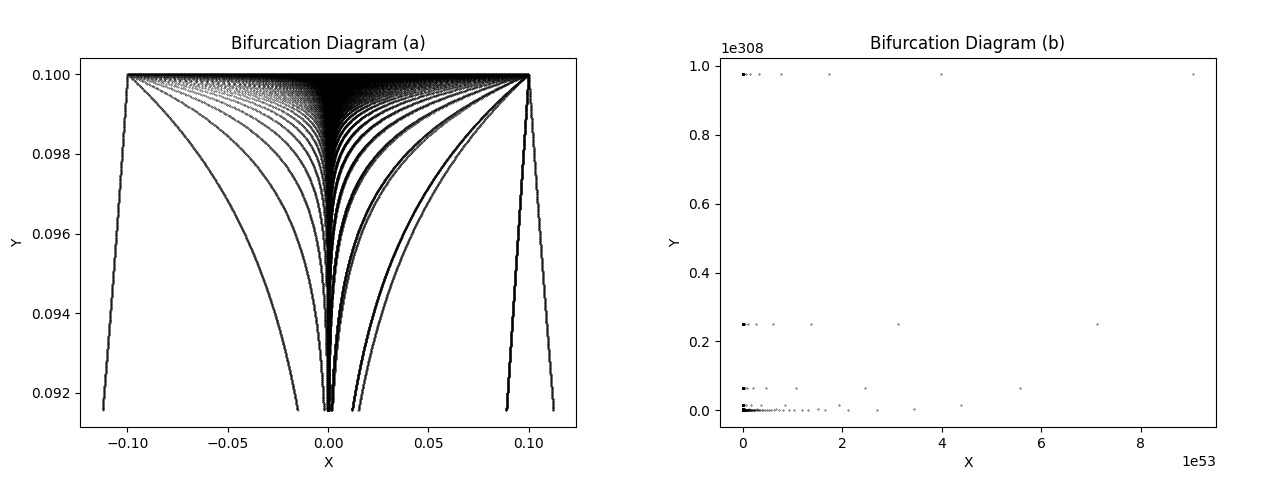 Bifurcation Diagram (a)
0.100
0.098
0.096
0.094
0.092
Y
−0.10
−0.05
0.00
0.05
0.10
X
Bifurcation Diagram (b)
1e308
1.0
0.8
0.6
0.4
0.2
0.0
Y
0
2
4
6
8
1e53
X